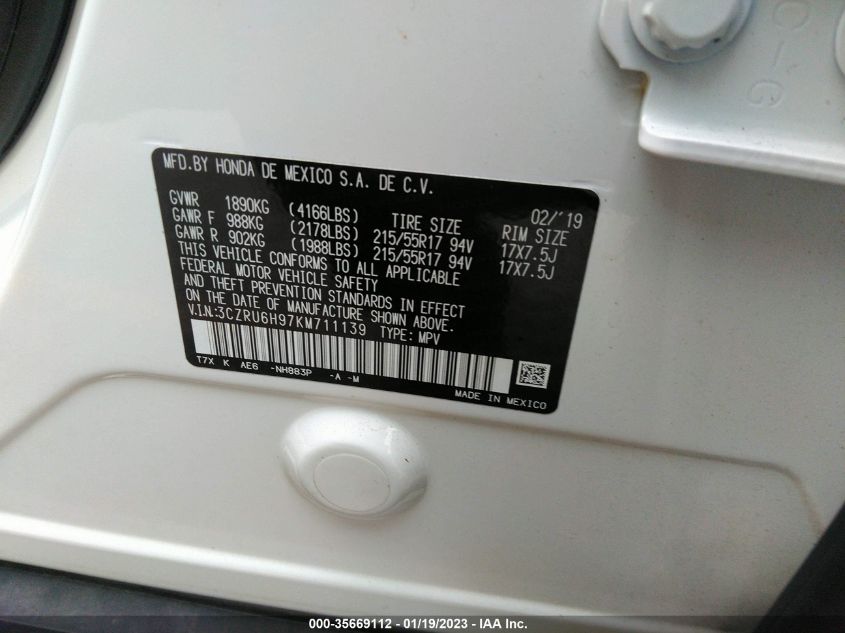 MFD.BY HONDA DE MEXICO S.A. DE C.V.
02/'19
GVWR 1890KG (4166LBS) TIRE SIZE RIM SIZE
GAWR F 988KG (2178LBS) 215/55R17 94V 17X7.5J
GAWR R 902KG (1988LBS) 215/55R17 94V 17X7.5J
THIS VEHICLE CONFORMS TO ALL APPLICABLE
FEDERAL MOTOR VEHICLE SAFETY
AND THEFT PREVENTION STANDARDS IN EFFECT
ON THE DATE OF MANUFACTURE SHOWN ABOVE.
V.I.N:3CZRU6H97KM711139 TYPE: MPV
T7X K AE6 -NH883P -A -M
MADE IN MEXICO
000-35669112 - 01/19/2023 - IAA Inc.